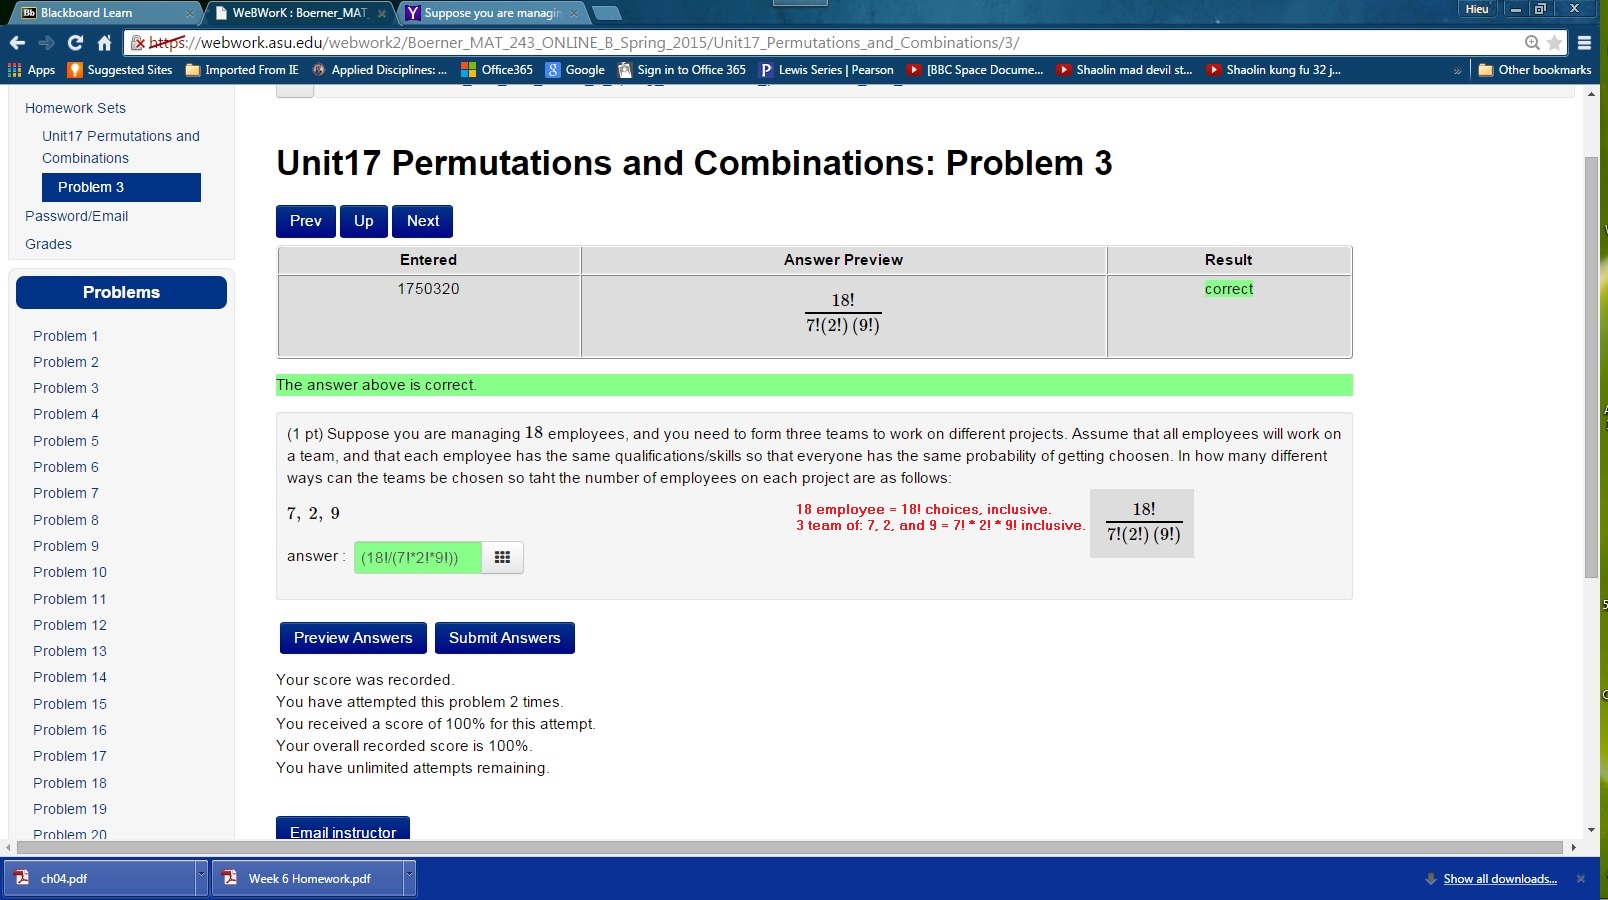 Blackboard Learn
WeBWorK : Boerner_MAT_
Suppose you are managin
Hieu
https://webwork.asu.edu/webwork2/Boerner_MAT_243_ONLINE_B_Spring_2015/Unit17_Permutations_and_Combinations/3/
Apps
Suggested Sites
Imported From IE
Applied Disciplines: ...
Office365
Google
Sign in to Office 365
Lewis Series | Pearson
[BBC Space Docume...
Shaolin mad devil st...
Shaolin kung fu 32 j...
»
Other bookmarks
Homework Sets
Unit17 Permutations and
Combinations
Problem 3
Password/Email
Grades
Problems
Problem 1
Problem 2
Problem 3
Problem 4
Problem 5
Problem 6
Problem 7
Problem 8
Problem 9
Problem 10
Problem 11
Problem 12
Problem 13
Problem 14
Problem 15
Problem 16
Problem 17
Problem 18
Problem 19
Problem 20
Unit17 Permutations and Combinations: Problem 3
Prev
Up
Next
Entered
Answer Preview
Result
1750320
18!
7!(2!) (9!)
correct
The answer above is correct.
(1 pt) Suppose you are managing 18 employees, and you need to form three teams to work on different projects. Assume that all employees will work on
a team, and that each employee has the same qualifications/skills so that everyone has the same probability of getting choosen. In how many different
ways can the teams be chosen so taht the number of employees on each project are as follows:
7, 2, 9
18 employee = 18! choices, inclusive.
3 team of: 7, 2, and 9 = 7! * 2! * 9! inclusive.
18!
7!(2!) (9!)
answer : (18!/(7!*2!*9!))
Preview Answers
Submit Answers
Your score was recorded.
You have attempted this problem 2 times.
You received a score of 100% for this attempt.
Your overall recorded score is 100%.
You have unlimited attempts remaining.
Email instructor
ch04.pdf
Week 6 Homework.pdf
Show all downloads...